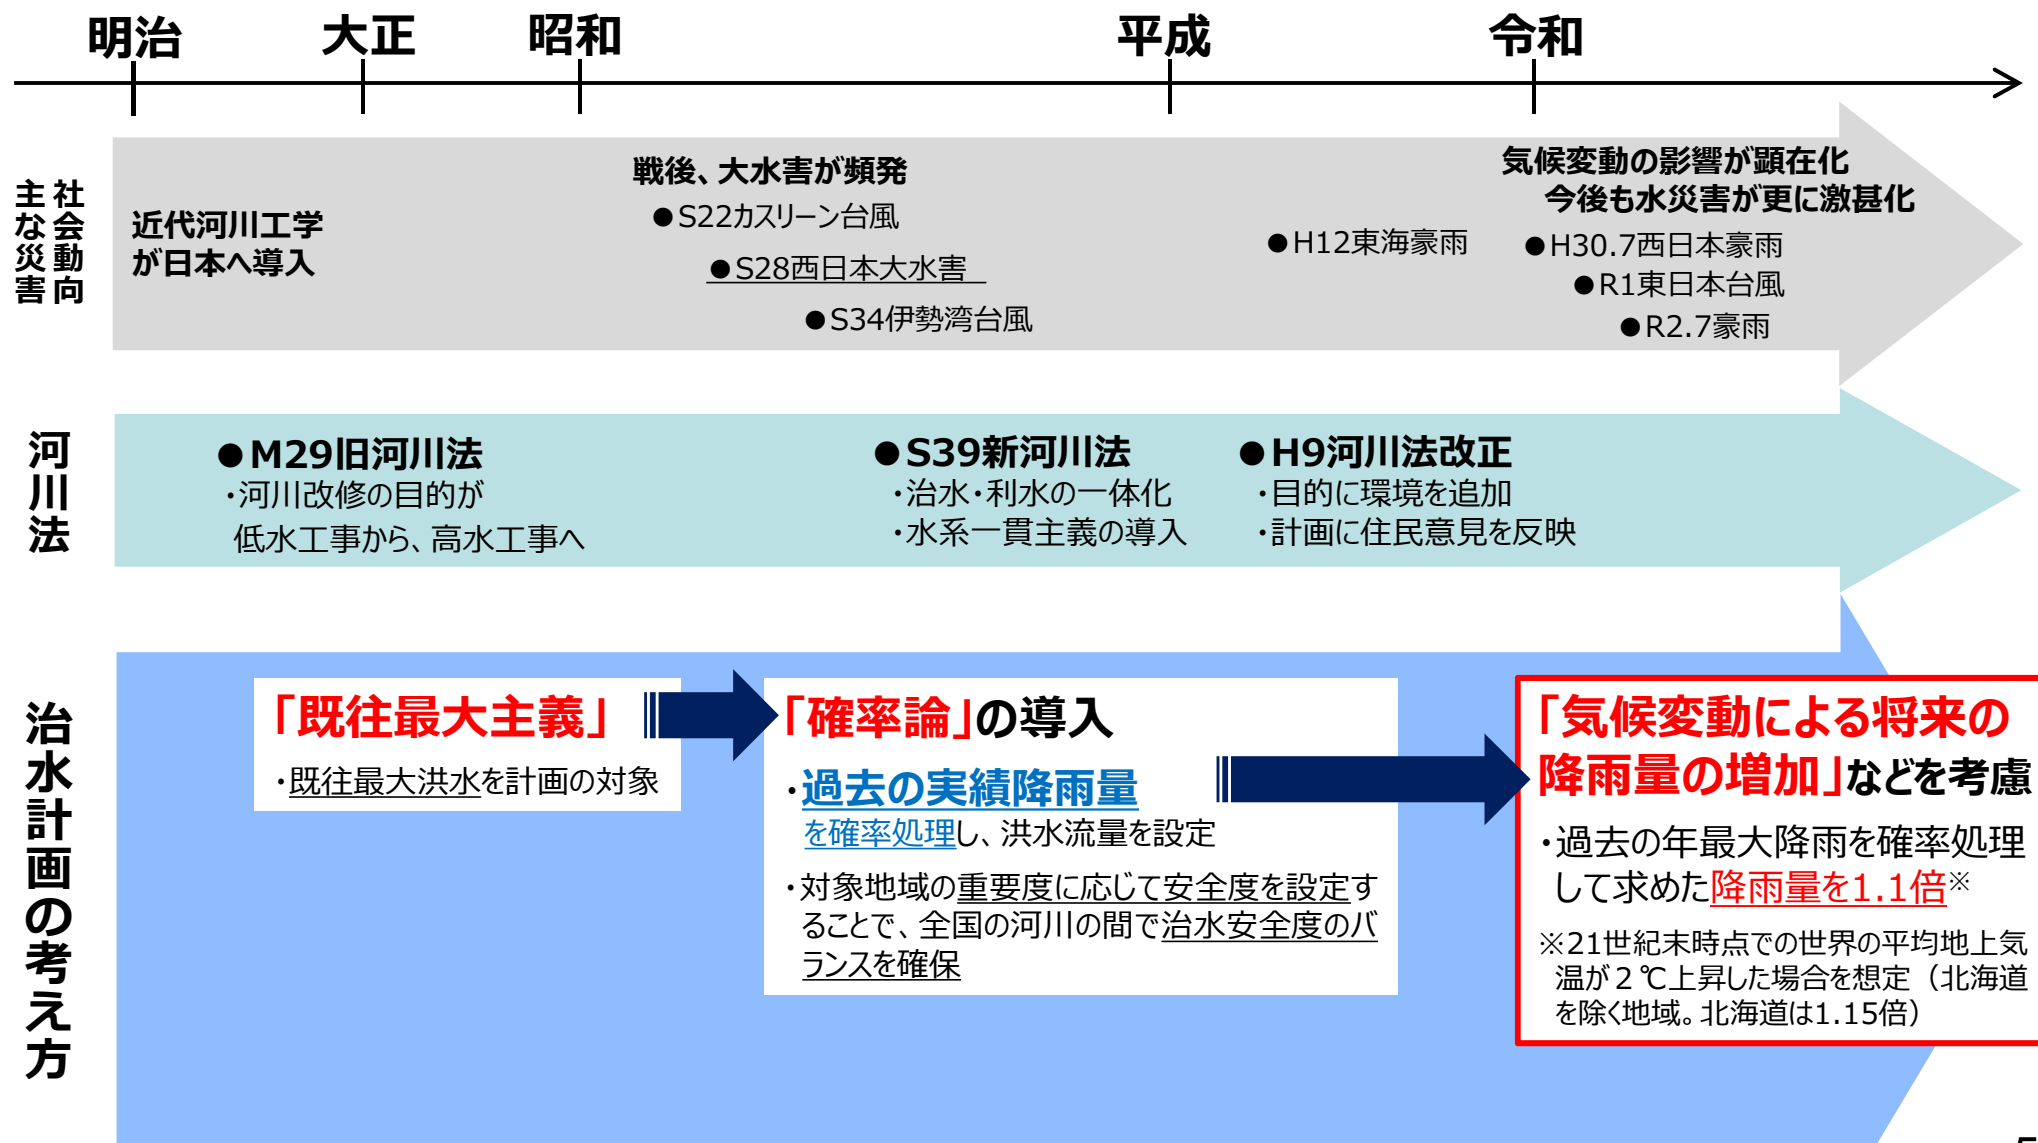 明治
大正
昭和
平成
令和
社会動向
主な災害
近代河川工学
が日本へ導入
戦後、大水害が頻発
●S22カスリーン台風
●S28西日本大水害
●S34伊勢湾台風
●H12東海豪雨
気候変動の影響が顕在化
今後も水災害が更に激甚化
●H30.7西日本豪雨
●R1東日本台風
●R2.7豪雨
河川法
●M29旧河川法
・河川改修の目的が
低水工事から、高水工事へ
●S39新河川法
・治水・利水の一体化
・水系一貫主義の導入
●H9河川法改正
・目的に環境を追加
・計画に住民意見を反映
治水計画の考え方
「既往最大主義」
・既往最大洪水を計画の対象
「確率論」の導入
・過去の実績降雨量
を確率処理し、洪水流量を設定
・対象地域の重要度に応じて安全度を設定す
ることで、全国の河川の間で治水安全度のバ
ランスを確保
「気候変動による将来の
降雨量の増加」などを考慮
・過去の年最大降雨を確率処理
して求めた降雨量を1.1倍※
※21世紀末時点での世界の平均地上気
温が２℃上昇した場合を想定（北海道
を除く地域。北海道は1.15倍）